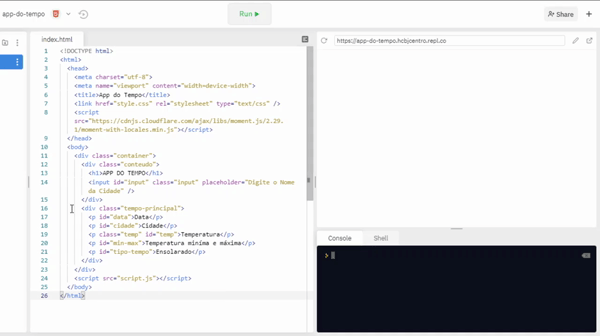 app-do-tempo
Run
Share
index.html
https://app-do-tempo.hcbjcentro.repl.co
1 <!DOCTYPE html>
2 <html>
3 <head>
4 <meta charset="utf-8">
5 <meta name="viewport" content="width=device-width">
6 <title>App do Tempo</title>
7 <link href="style.css" rel="stylesheet" type="text/css" />
8 <script
src="https://cdnjs.cloudflare.com/ajax/libs/moment.js/2.29.
1/moment-with-locales.min.js"></script>
9 </head>
10 <body>
11 <div class="container">
12 <div class="conteudo">
13 <h1>APP DO TEMPO</h1>
14 <input id="input" class="input" placeholder="Digite o Nome
da Cidade" />
15 </div>
16 <div class="tempo-principal">
17 <p id="data">Data</p>
18 <p id="cidade">Cidade</p>
19 <p class="temp" id="temp">Temperatura</p>
20 <p id="min-max">Temperatura mínima e máxima</p>
21 <p id="tipo-tempo">Ensolarado</p>
22 </div>
23 </div>
24 <script src="script.js"></script>
25 </body>
26 </html>
Console
Shell